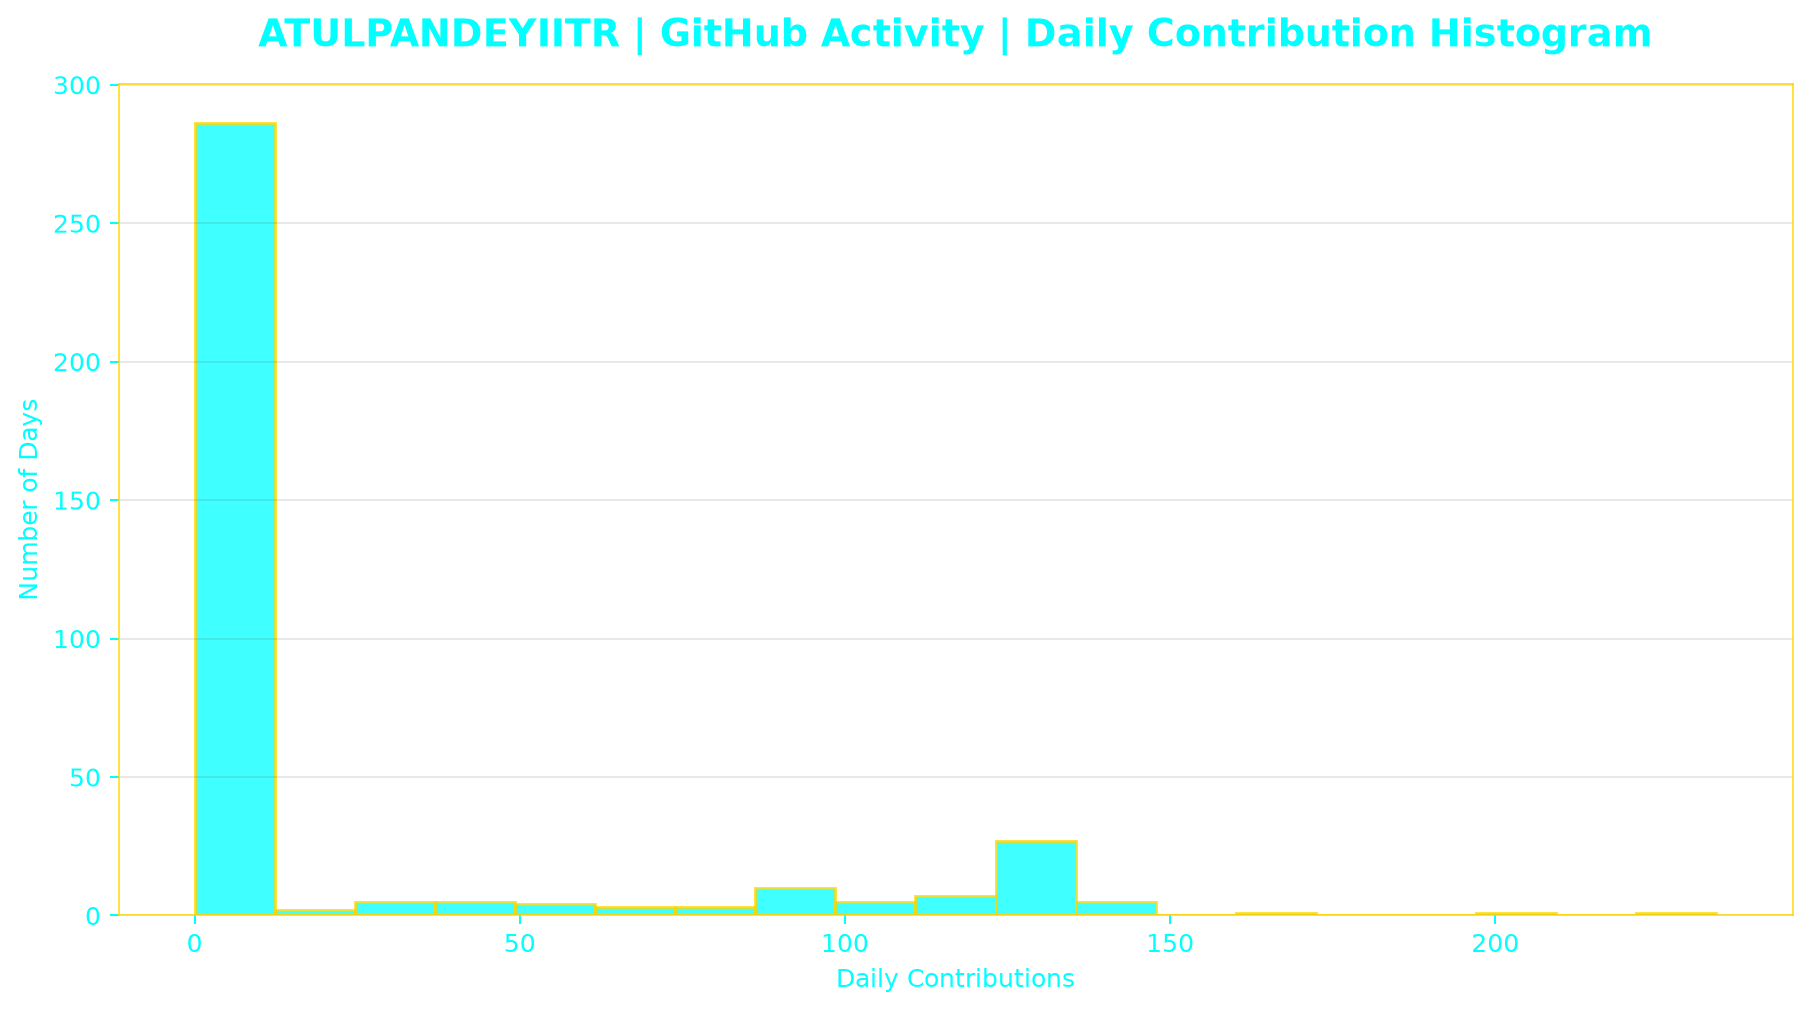 ATULPANDEYIITR | GitHub Activity | Daily Contribution Histogram
300
250
200
150
100
50
0
Number of Days
0 50 100 150 200
Daily Contributions